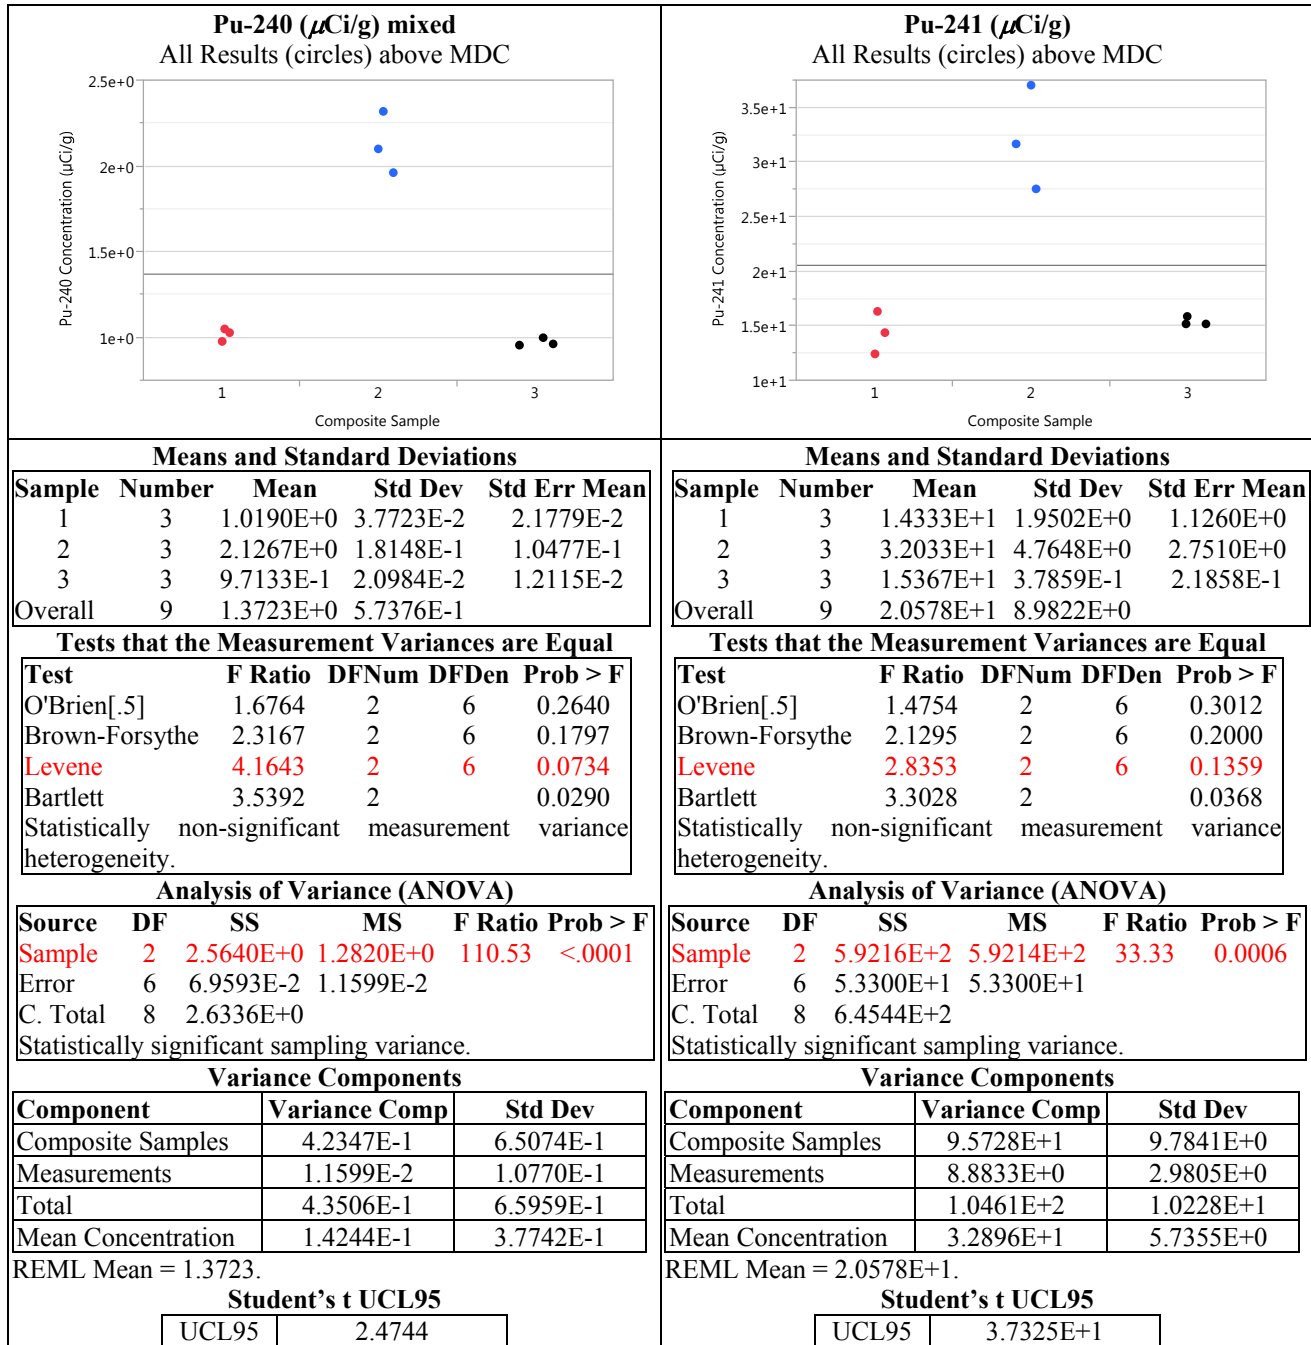 Pu-240 (μCi/g) mixed
All Results (circles) above MDC
2.5e+0
2e+0
1.5e+0
1e+0
Pu-240 Concentration (μCi/g)
1 2 3
Composite Sample
Means and Standard Deviations
Sample Number Mean Std Dev Std Err Mean
1 3 1.0190E+0 3.7723E-2 2.1779E-2
2 3 2.1267E+0 1.8148E-1 1.0477E-1
3 3 9.7133E-1 2.0984E-2 1.2115E-2
Overall 9 1.3723E+0 5.7376E-1
Tests that the Measurement Variances are Equal
Test F Ratio DFNum DFDen Prob > F
O'Brien[.5] 1.6764 2 6 0.2640
Brown-Forsythe 2.3167 2 6 0.1797
Levene 4.1643 2 6 0.0734
Bartlett 3.5392 2 0.0290
Statistically non-significant measurement variance
heterogeneity.
Analysis of Variance (ANOVA)
Source DF SS MS F Ratio Prob > F
Sample 2 2.5640E+0 1.2820E+0 110.53 <.0001
Error 6 6.9593E-2 1.1599E-2
C. Total 8 2.6336E+0
Statistically significant sampling variance.
Variance Components
Component Variance Comp Std Dev
Composite Samples 4.2347E-1 6.5074E-1
Measurements 1.1599E-2 1.0770E-1
Total 4.3506E-1 6.5959E-1
Mean Concentration 1.4244E-1 3.7742E-1
REML Mean = 1.3723.
Student's t UCL95
UCL95 2.4744
Pu-241 (μCi/g)
All Results (circles) above MDC
3.5e+1
3e+1
2.5e+1
2e+1
1.5e+1
1e+1
Pu-241 Concentration (μCi/g)
1 2 3
Composite Sample
Means and Standard Deviations
Sample Number Mean Std Dev Std Err Mean
1 3 1.4333E+1 1.9502E+0 1.1260E+0
2 3 3.2033E+1 4.7648E+0 2.7510E+0
3 3 1.5367E+1 3.7859E-1 2.1858E-1
Overall 9 2.0578E+1 8.9822E+0
Tests that the Measurement Variances are Equal
Test F Ratio DFNum DFDen Prob > F
O'Brien[.5] 1.4754 2 6 0.3012
Brown-Forsythe 2.1295 2 6 0.2000
Levene 2.8353 2 6 0.1359
Bartlett 3.3028 2 0.0368
Statistically non-significant measurement variance
heterogeneity.
Analysis of Variance (ANOVA)
Source DF SS MS F Ratio Prob > F
Sample 2 5.9216E+2 5.9214E+2 33.33 0.0006
Error 6 5.3300E+1 5.3300E+1
C. Total 8 6.4544E+2
Statistically significant sampling variance.
Variance Components
Component Variance Comp Std Dev
Composite Samples 9.5728E+1 9.7841E+0
Measurements 8.8833E+0 2.9805E+0
Total 1.0461E+2 1.0228E+1
Mean Concentration 3.2896E+1 5.7355E+0
REML Mean = 2.0578E+1.
Student's t UCL95
UCL95 3.7325E+1